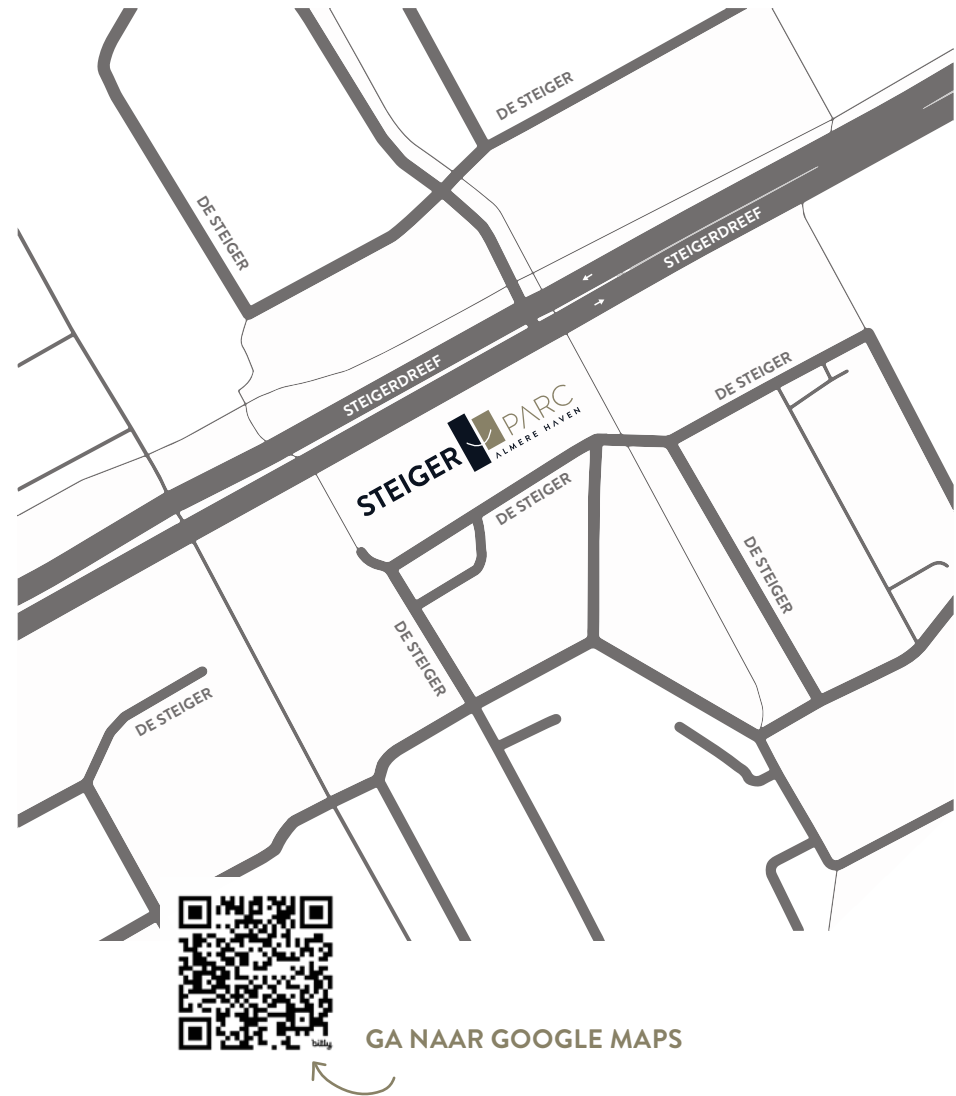 DE STEIGER
DE STEIGER
STEIGERDREEF
STEIGERDREEF
DE STEIGER
STEIGER PARC
ALMERE HAVEN
DE STEIGER
DE STEIGER
DE STEIGER
DE STEIGER
billy
GA NAAR GOOGLE MAPS